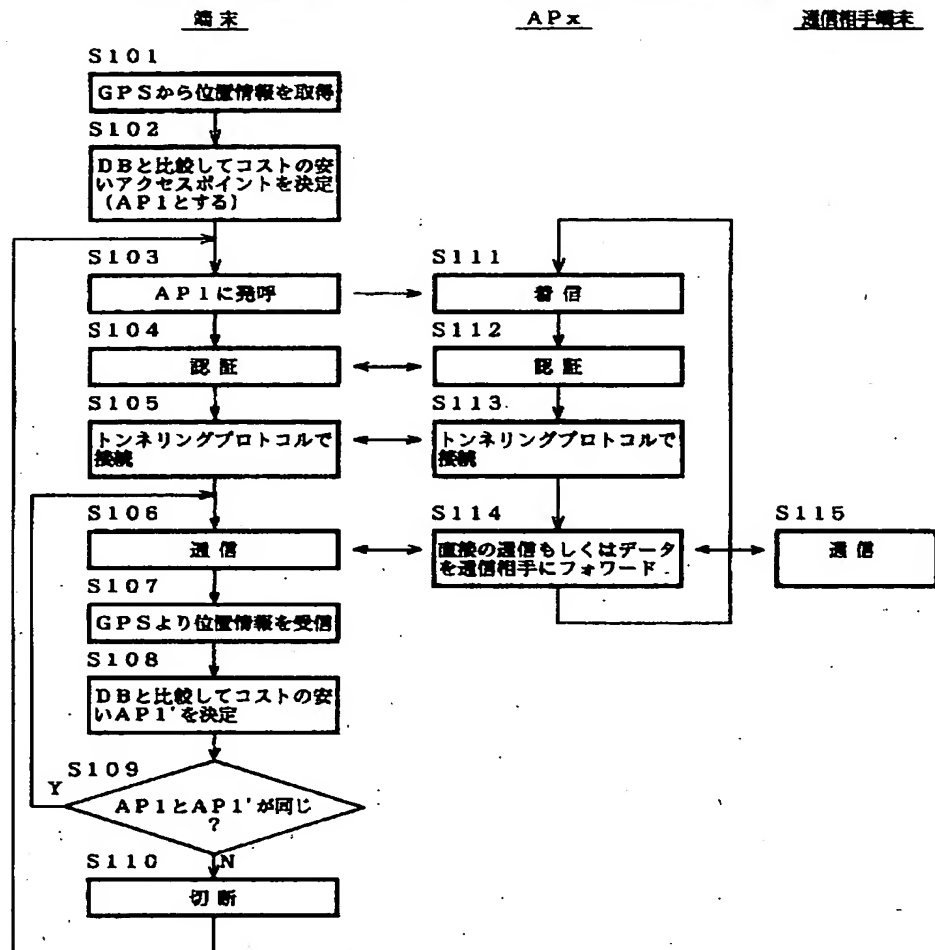 端末
APx
通信相手端末
S101
GPSから位置情報を取得
S102
DBと比較してコストの安
いアクセスポイントを決定
(AP1とする)
S103
AP1に発呼
S111
着信
S104
認証
S112
認証
S105
トンネリングプロトコルで
接続
S113
トンネリングプロトコルで
接続
S106
通信
S114
直接の通信もしくはデータ
を通信相手にフォワード
S115
通信
S107
GPSより位置情報を受信
S108
DBと比較してコストの安
いAP1'を決定
S109
Y
AP1とAP1'が同じ
?
S110
N
切断